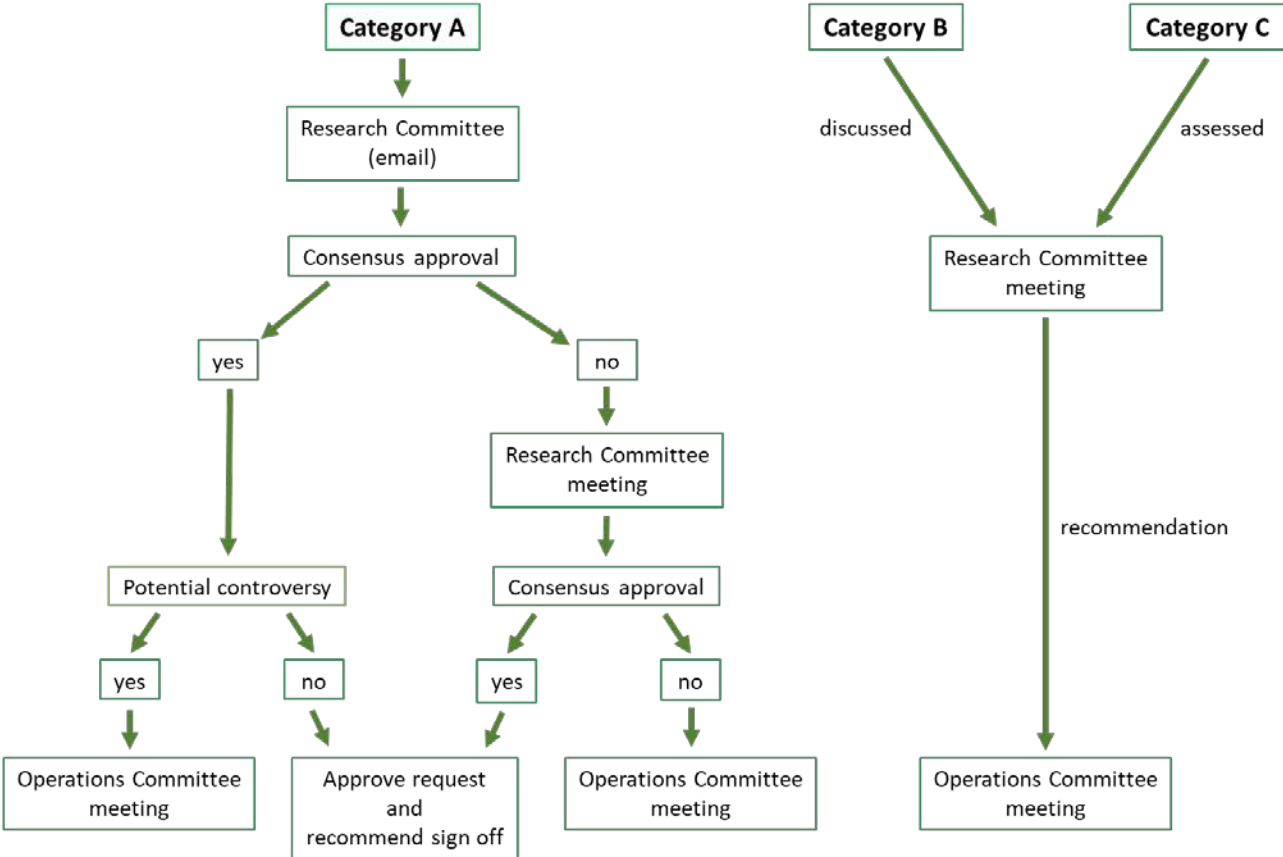 Category A
Category B
Category C
Research Committee
(email)
discussed
assessed
Consensus approval
Research Committee
meeting
yes
no
Research Committee
meeting
recommendation
Potential controversy
Consensus approval
yes
no
yes
no
Operations Committee
meeting
Approve request
and
recommend sign off
Operations Committee
meeting
Operations Committee
meeting